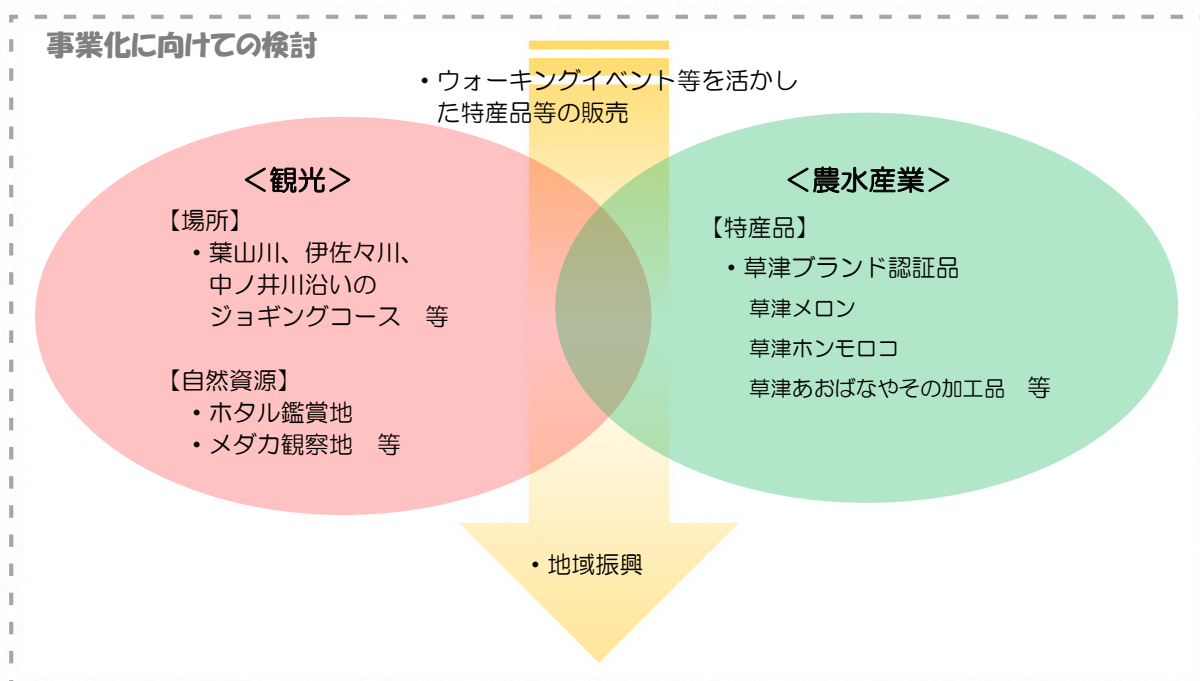 事業化に向けての検討
・ウォーキングイベント等を活かし
た特産品等の販売
＜観光＞
【場所】
・葉山川、伊佐々川、
中ノ井川沿いの
ジョギングコース　等
【自然資源】
・ホタル鑑賞地
・メダカ観察地　等
＜農水産業＞
【特産品】
・草津ブランド認証品
草津メロン
草津ホンモロコ
草津あおばなやその加工品　等
・地域振興